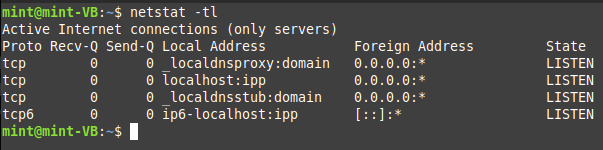 mint@mint-VB:~$ netstat -tl
Active Internet connections (only servers)
Proto Recv-Q Send-Q Local Address           Foreign Address         State
tcp        0      0 _localdnsproxy:domain   0.0.0.0:*               LISTEN
tcp        0      0 localhost:ipp           0.0.0.0:*               LISTEN
tcp        0      0 _localdnsstub:domain    0.0.0.0:*               LISTEN
tcp6       0      0 ip6-localhost:ipp       [::]:*                  LISTEN
mint@mint-VB:~$